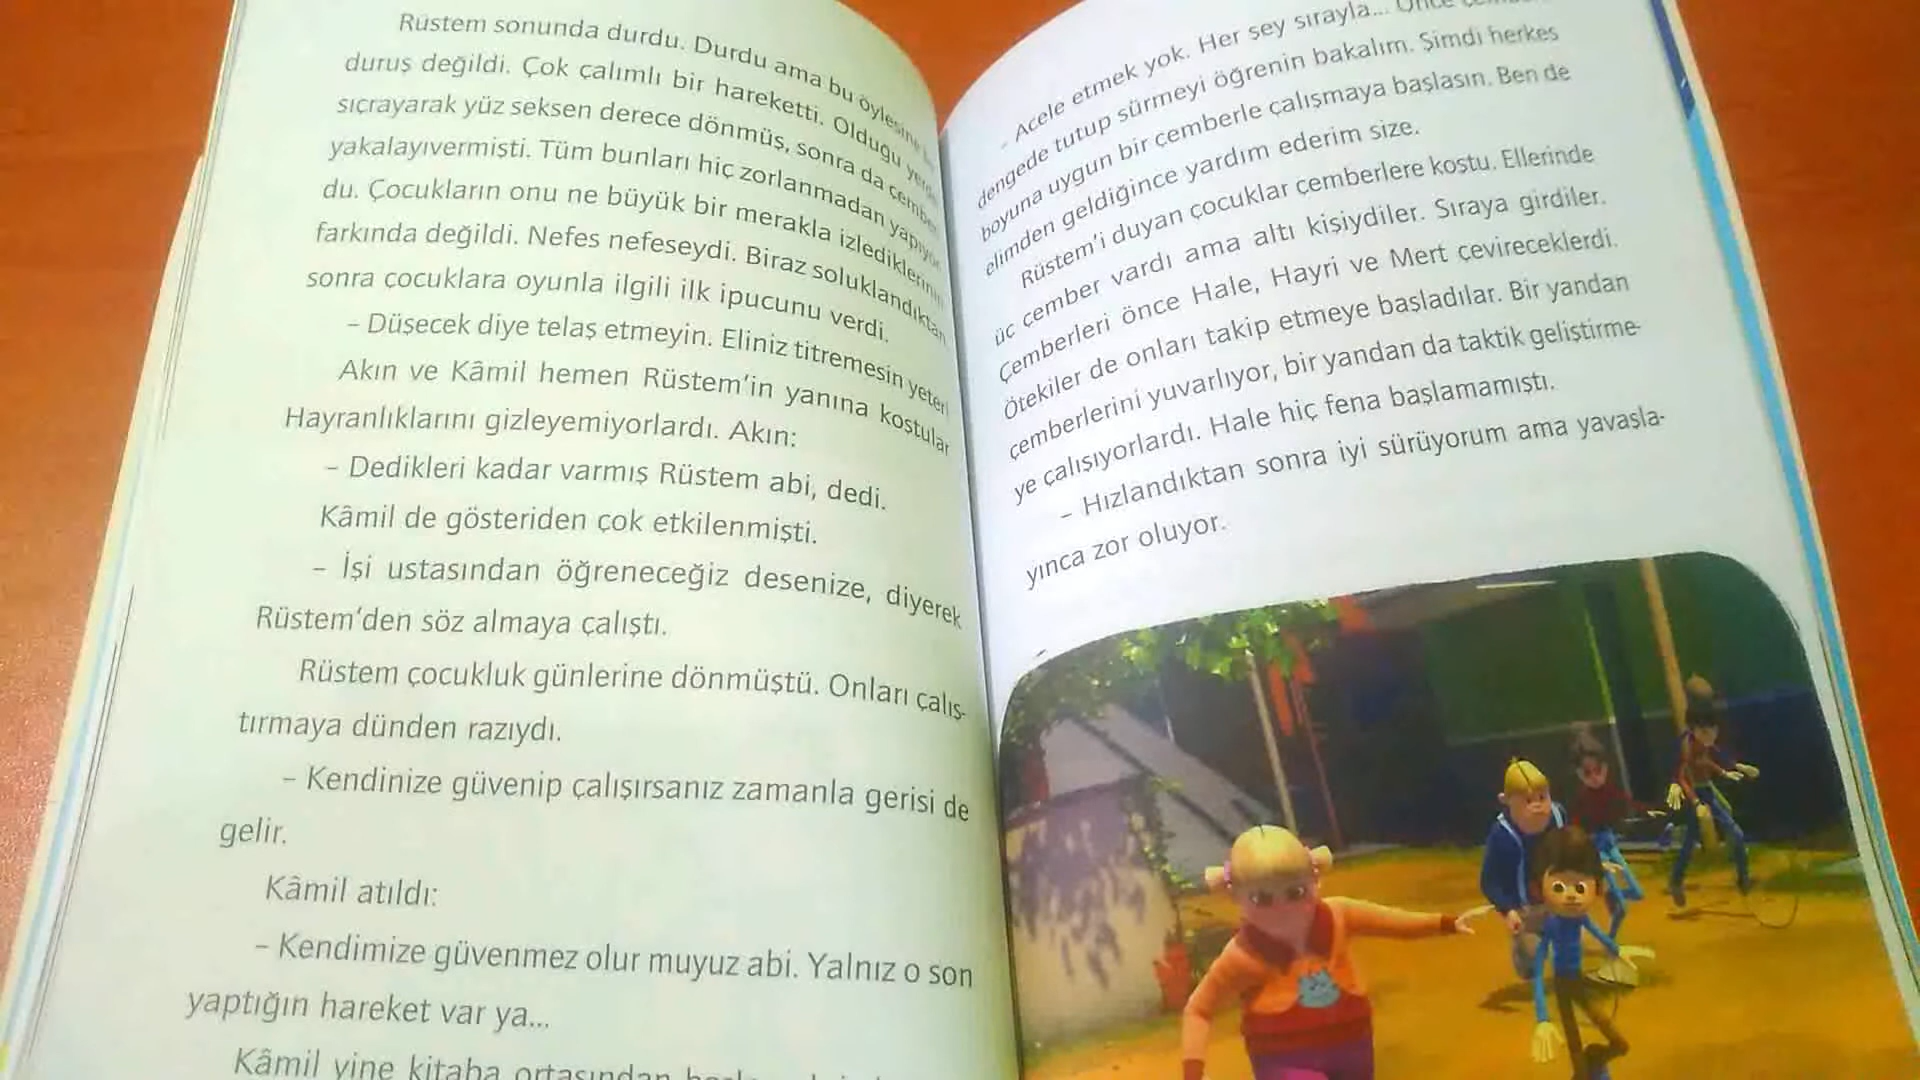 Rüstem sonunda durdu. Durdu ama bu öylesine
duruş değildi. Çok çalımlı bir hareketti. Olduğu
sıçrayarak yüz seksen derece dönmüş, sonra da
yakalayıvermişti. Tüm bunları hiç zorlanmadan yapıyor
du. Çocukların onu ne büyük bir merakla izlediklerinin
farkında değildi. Nefes nefeseydi. Biraz soluklandıktan
sonra çocuklara oyunla ilgili ilk ipucunu verdi.
– Düşecek diye telaş etmeyin. Eliniz titremesin yeter!
Akın ve Kâmil hemen Rüstem'in yanına koştular
Hayranlıklarını gizleyemiyorlardı. Akın:
– Dedikleri kadar varmış Rüstem abi, dedi.
Kâmil de gösteriden çok etkilenmişti.
– İşi ustasından öğreneceğiz desenize, diyerek
Rüstem'den söz almaya çalıştı.
Rüstem çocukluk günlerine dönmüştü. Onları çalış-
tırmaya dünden razıydı.
– Kendinize güvenip çalışırsanız zamanla gerisi de
gelir.
Kâmil atıldı:
– Kendimize güvenmez olur muyuz abi. Yalnız o son
yaptığın hareket var ya...
Kâmil yine kitaba ortasından
– Acele etmek yok. Her şey sırayla... Önce
dengede tutup sürmeyi öğrenin bakalım. Şimdi herkes
boyuna uygun bir çemberle çalışmaya başlasın. Ben de
elimden geldiğince yardım ederim size.
Rüstem'i duyan çocuklar çemberlere koştu. Ellerinde
üç çember vardı ama altı kişiydiler. Sıraya girdiler.
Çemberleri önce Hale, Hayri ve Mert çevireceklerdi.
Ötekiler de onları takip etmeye başladılar. Bir yandan
çemberlerini yuvarlıyor, bir yandan da taktik geliştirme-
ye çalışıyorlardı. Hale hiç fena başlamamıştı.
– Hızlandıktan sonra iyi sürüyorum ama yavaşla-
yınca zor oluyor.